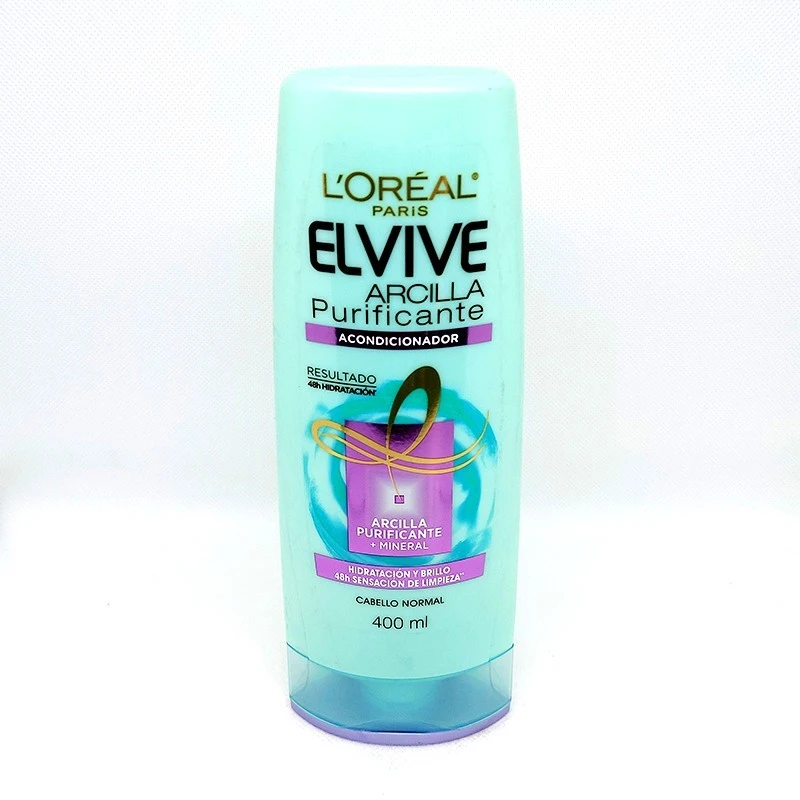 L'ORÉAL®
PARIS
ELVIVE
ARCILLA
Purificante
ACONDICIONADOR
RESULTADO
48h HIDRATACIÓN*
ARCILLA
PURIFICANTE
+ MINERAL
HIDRATACIÓN Y BRILLO
48h SENSACIÓN DE LIMPIEZA**
CABELLO NORMAL
400 ml